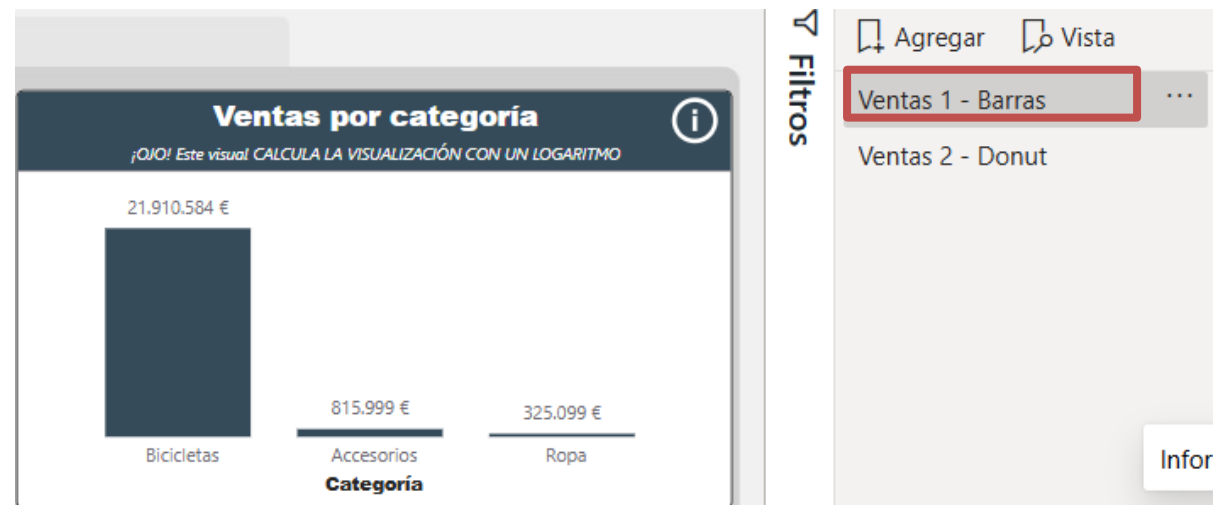 Ventas por categoría
¡OJO! Este visual CALCULA LA VISUALIZACIÓN CON UN LOGARITMO
21.910.584 €
815.999 €
325.099 €
Bicicletas
Accesorios
Ropa
Categoría
Filtros
Agregar
Vista
Ventas 1 - Barras
...
Ventas 2 - Donut
Infor